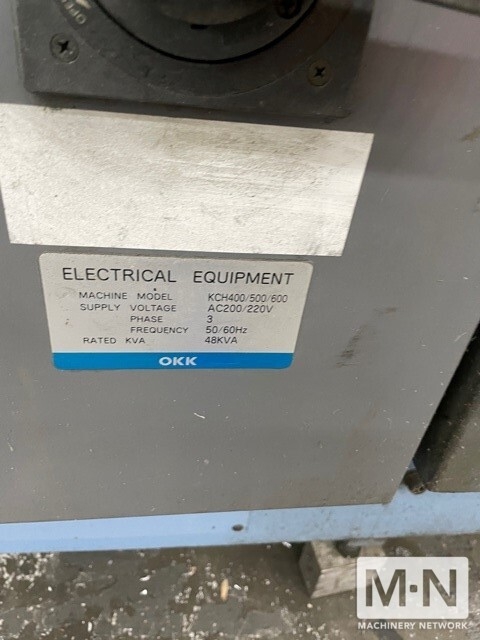 ELECTRICAL EQUIPMENT
MACHINE MODEL KCH400/500/600
SUPPLY VOLTAGE AC200/220V
PHASE 3
FREQUENCY 50/60Hz
RATED KVA 48KVA
OKK
M·N
MACHINERY NETWORK